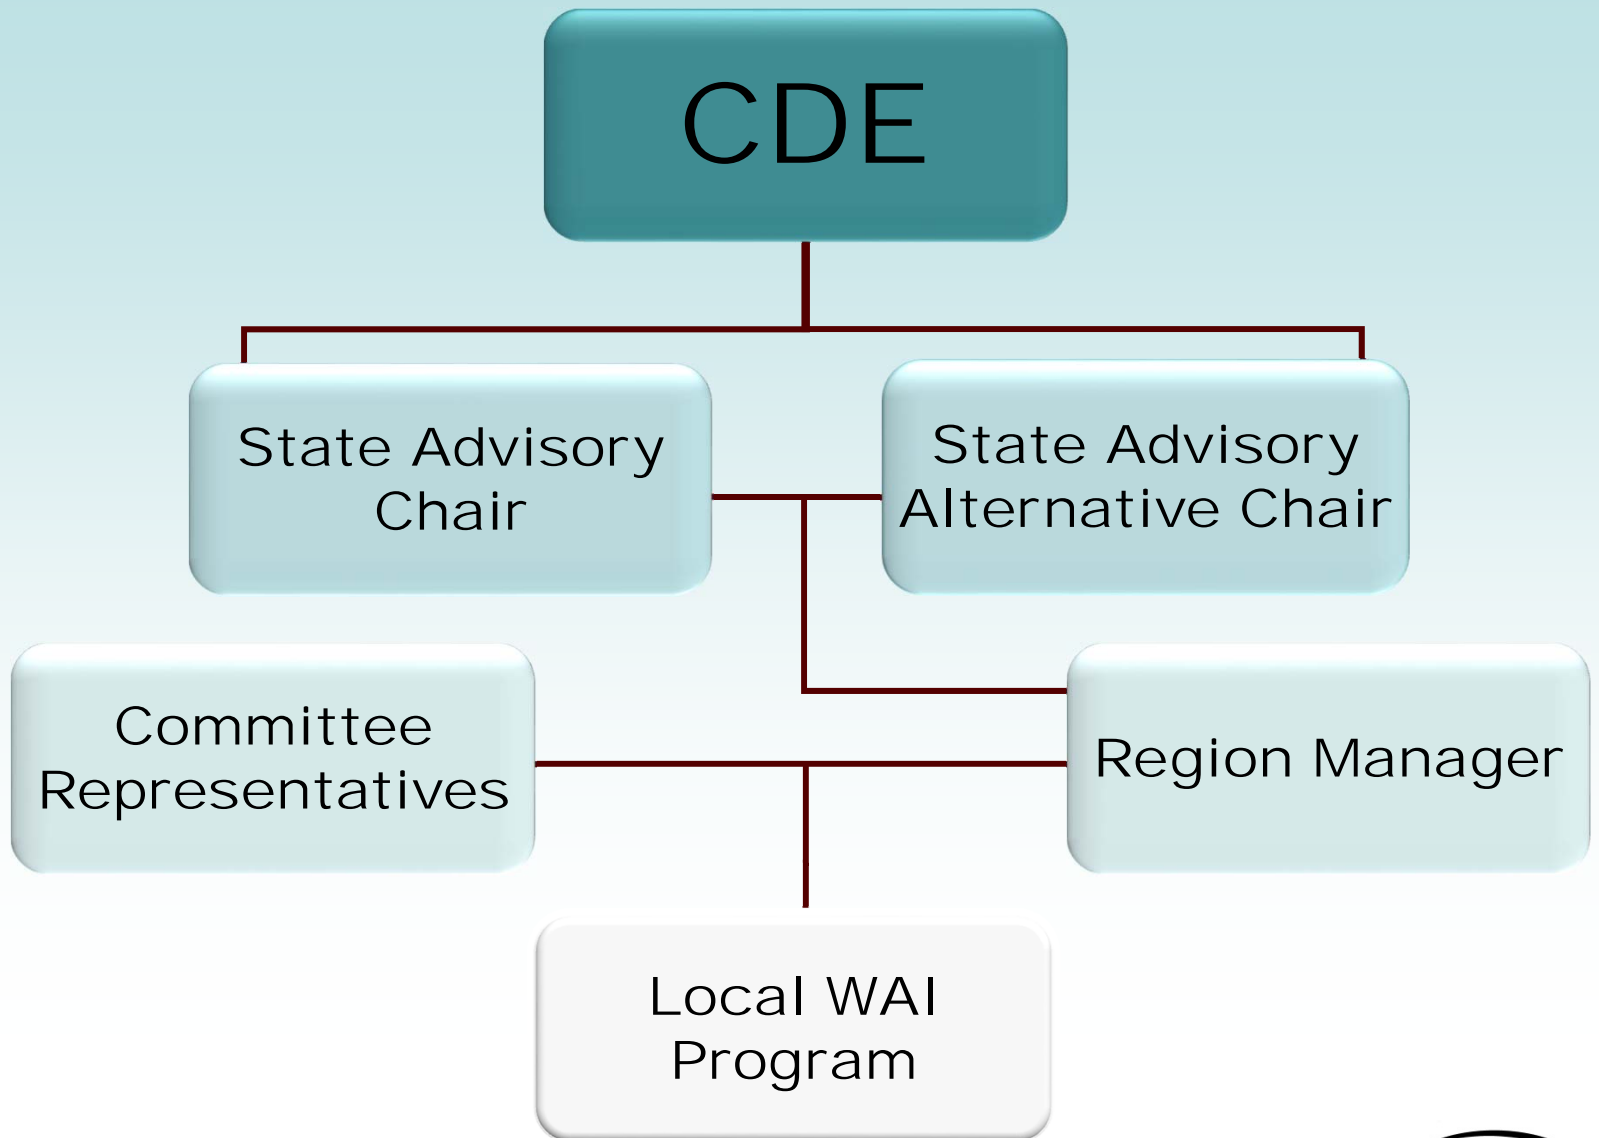 CDE
State Advisory
Chair
State Advisory
Alternative Chair
Committee
Representatives
Region Manager
Local WAI
Program